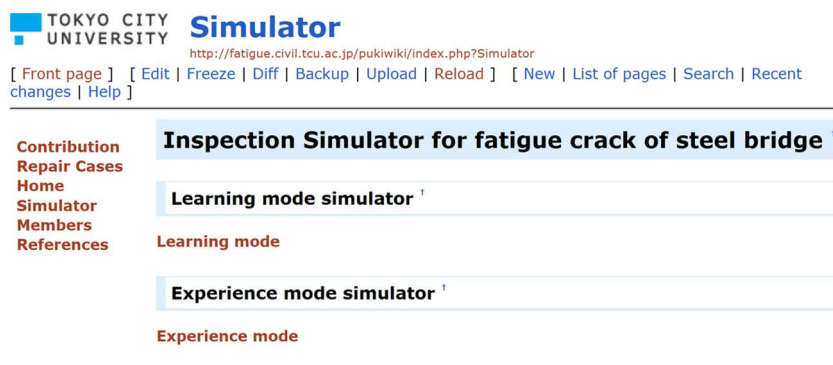 TOKYO CITY
UNIVERSITY
Simulator
http://fatigue.civil.tcu.ac.jp/pukiwiki/index.php?Simulator
[ Front page ] [ Edit | Freeze | Diff | Backup | Upload | Reload ] [ New | List of pages | Search | Recent
changes | Help ]
Contribution
Repair Cases
Home
Simulator
Members
References
Inspection Simulator for fatigue crack of steel bridge
Learning mode simulator †
Learning mode
Experience mode simulator †
Experience mode